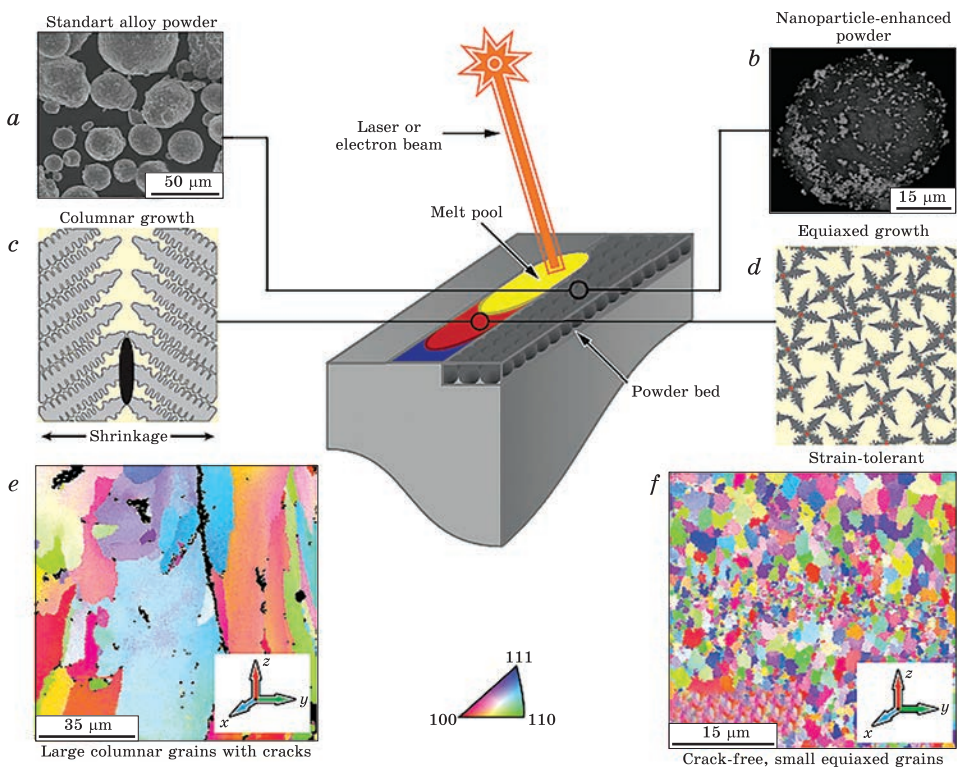 Standart alloy powder
a
50 μm
Nanoparticle-enhanced
powder
b
15 μm
Laser or
electron beam
Melt pool
Powder bed
Columnar growth
c
Shrinkage
Equiaxed growth
d
Strain-tolerant
e
z
y
x
35 μm
Large columnar grains with cracks
111
100
110
f
z
y
x
15 μm
Crack-free, small equiaxed grains